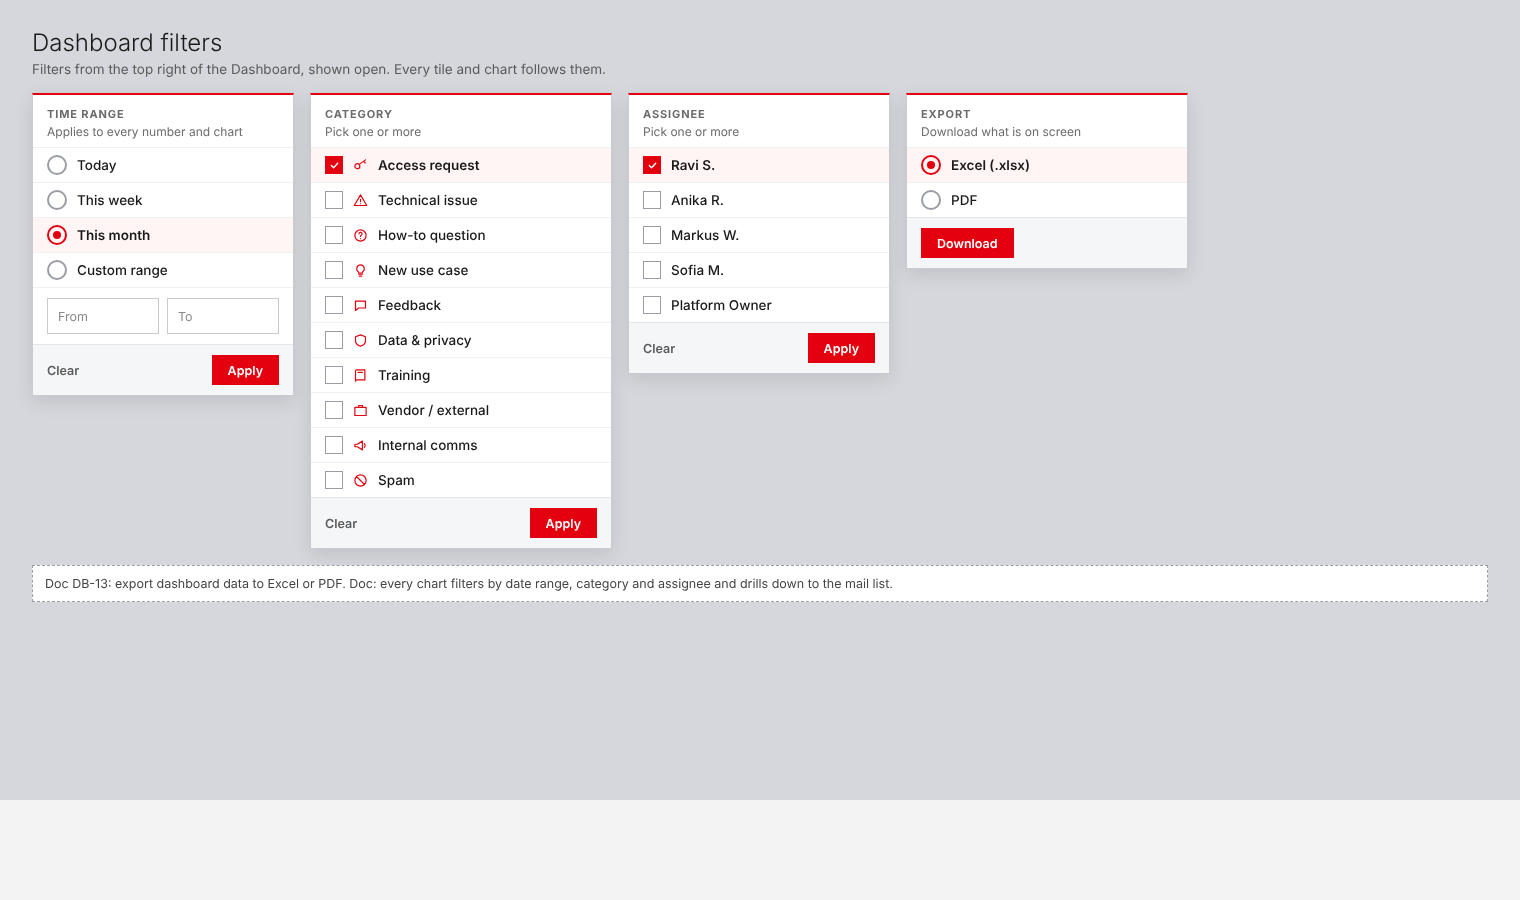 Dashboard filters
Filters from the top right of the Dashboard, shown open. Every tile and chart follows them.
TIME RANGE
Applies to every number and chart
Today
This week
This month
Custom range
From
To
Clear
Apply
CATEGORY
Pick one or more
Access request
Technical issue
How-to question
New use case
Feedback
Data & privacy
Training
Vendor / external
Internal comms
Spam
Clear
Apply
ASSIGNEE
Pick one or more
Ravi S.
Anika R.
Markus W.
Sofia M.
Platform Owner
Clear
Apply
EXPORT
Download what is on screen
Excel (.xlsx)
PDF
Download
Doc DB-13: export dashboard data to Excel or PDF. Doc: every chart filters by date range, category and assignee and drills down to the mail list.